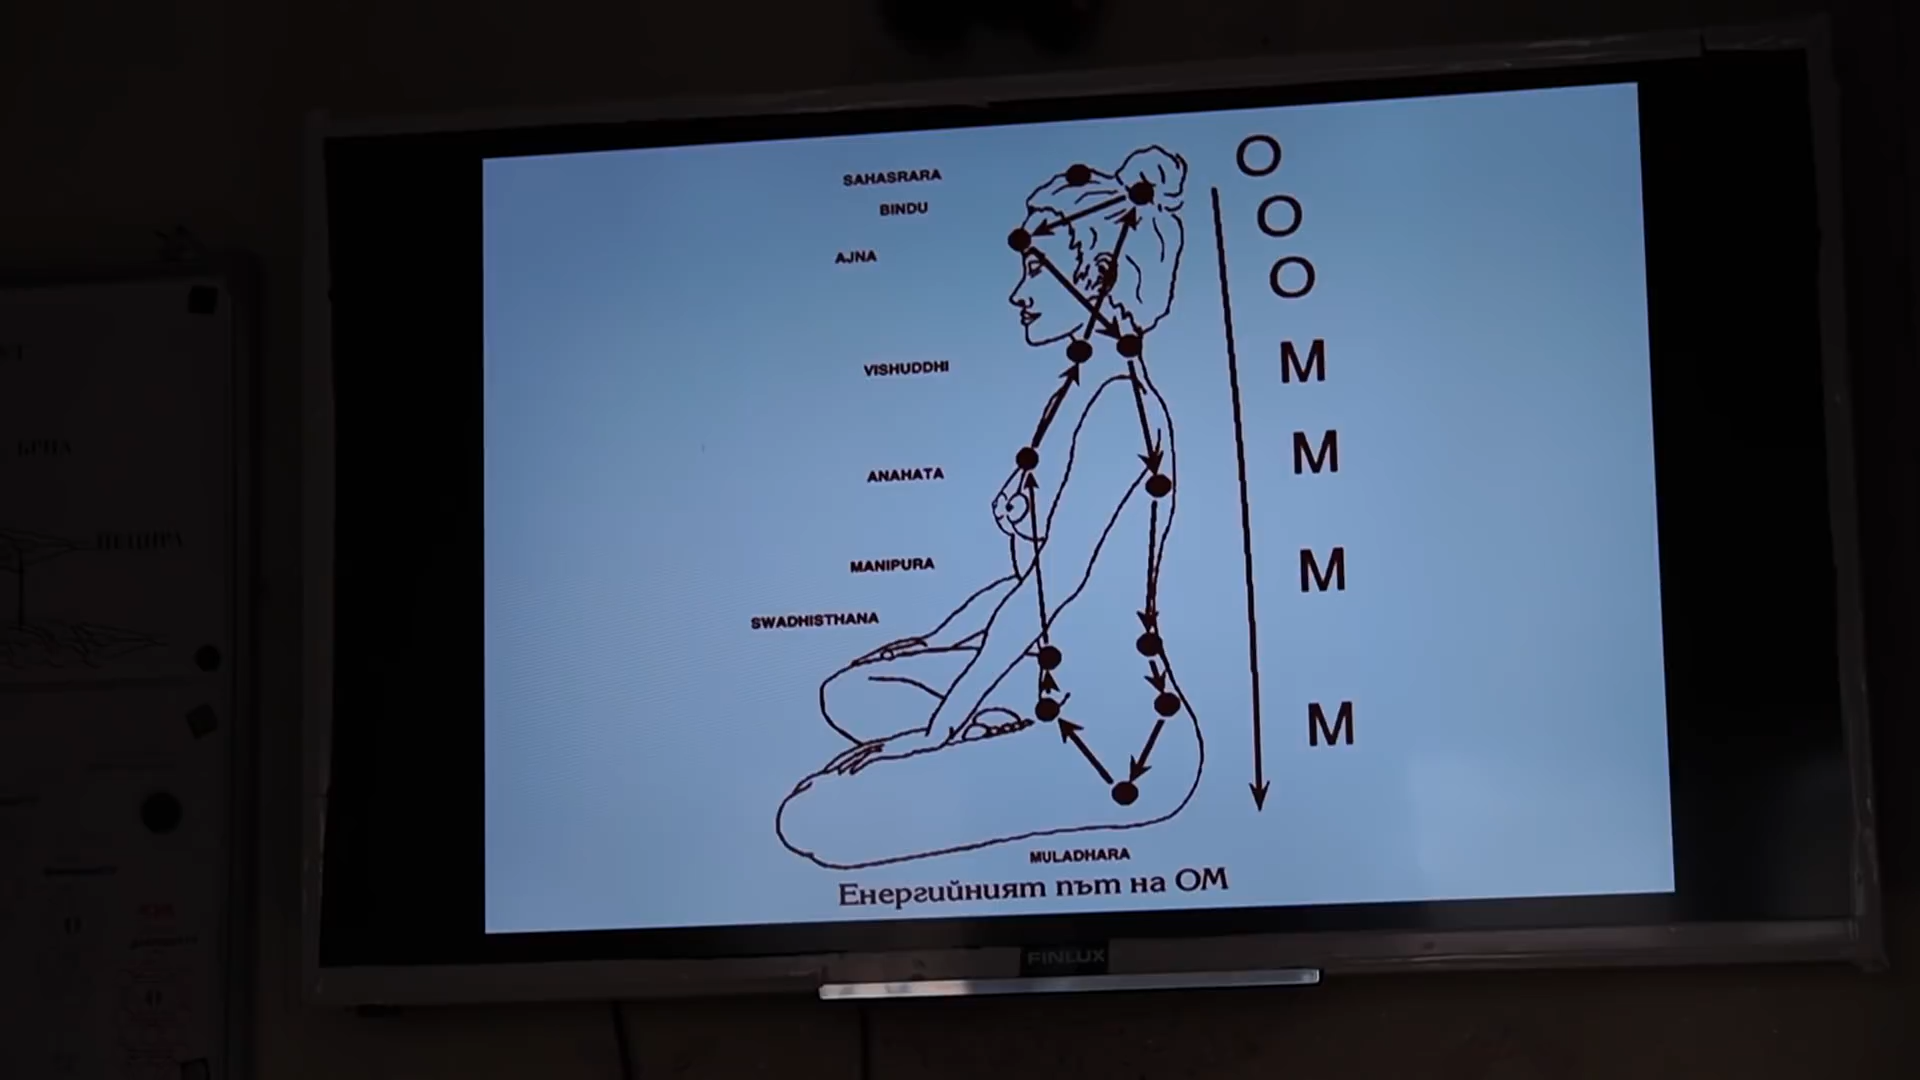 SAHASRARA
BINDU
AJNA
VISHUDDHI
ANAHATA
MANIPURA
SWADHISTHANA
MULADHARA
O
O
O
M
M
M
M
Енергийният път на ОМ
FINLUX